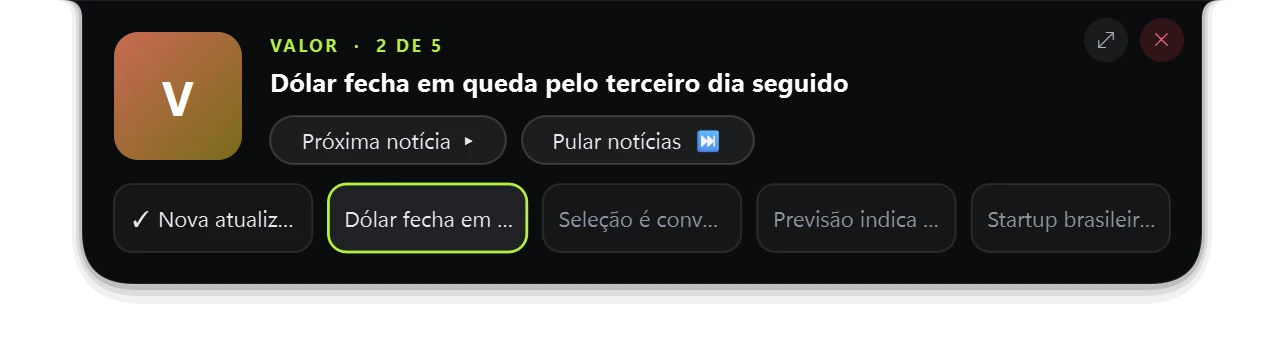 VALOR · 2 DE 5
V
Dólar fecha em queda pelo terceiro dia seguido
Próxima notícia ▸
Pular notícias ⏭
✓ Nova atualiz...
Dólar fecha em ...
Seleção é conv...
Previsão indica ...
Startup brasileir...